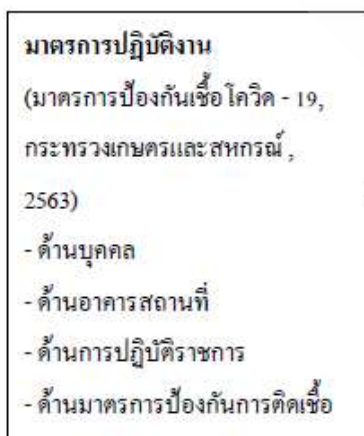 มาตรการปฏิบัติงาน
(มาตรการป้องกันเชื้อโควิด - 19,
กระทรวงเกษตรและสหกรณ์ ,
2563)
- ด้านบุคคล
- ด้านอาคารสถานที่
- ด้านการปฏิบัติราชการ
- ด้านมาตรการป้องกันการติดเชื้อ